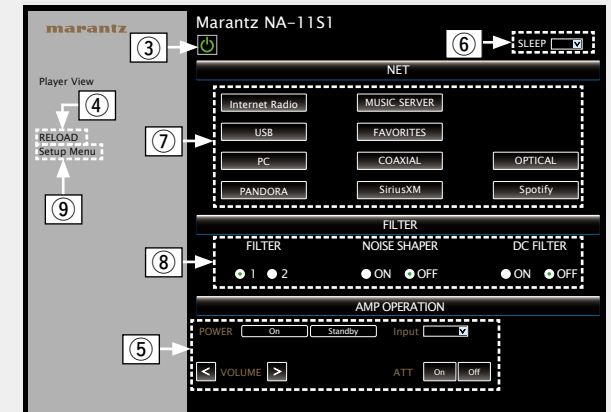 marantz
Marantz NA-11S1
③
⑥
SLEEP
Player View
④
RELOAD
Setup Menu
⑨
NET
⑦
Internet Radio MUSIC SERVER
USB FAVORITES
PC COAXIAL OPTICAL
PANDORA SiriusXM Spotify
FILTER
⑧
FILTER NOISE SHAPER DC FILTER
1 2 ON OFF ON OFF
AMP OPERATION
⑤
POWER On Standby Input
< VOLUME > ATT On Off